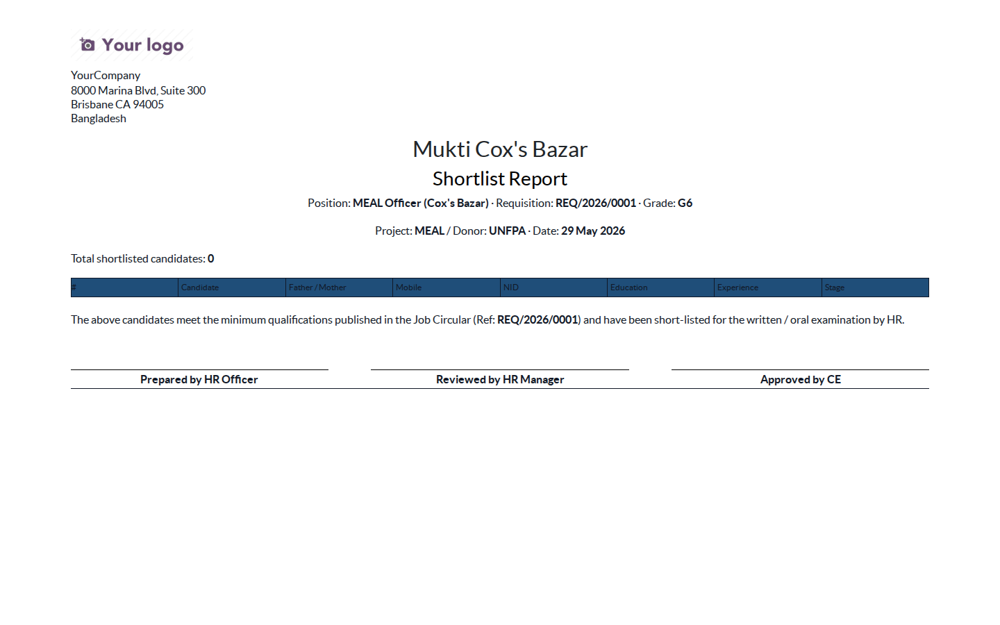 Your logo
YourCompany
8000 Marina Blvd, Suite 300
Brisbane CA 94005
Bangladesh
Mukti Cox's Bazar
Shortlist Report
Position: MEAL Officer (Cox's Bazar) · Requisition: REQ/2026/0001 · Grade: G6
Project: MEAL / Donor: UNFPA · Date: 29 May 2026
Total shortlisted candidates: 0
# Candidate Father / Mother Mobile NID Education Experience Stage
The above candidates meet the minimum qualifications published in the Job Circular (Ref: REQ/2026/0001) and have been short-listed for the written / oral examination by HR.
Prepared by HR Officer Reviewed by HR Manager Approved by CE